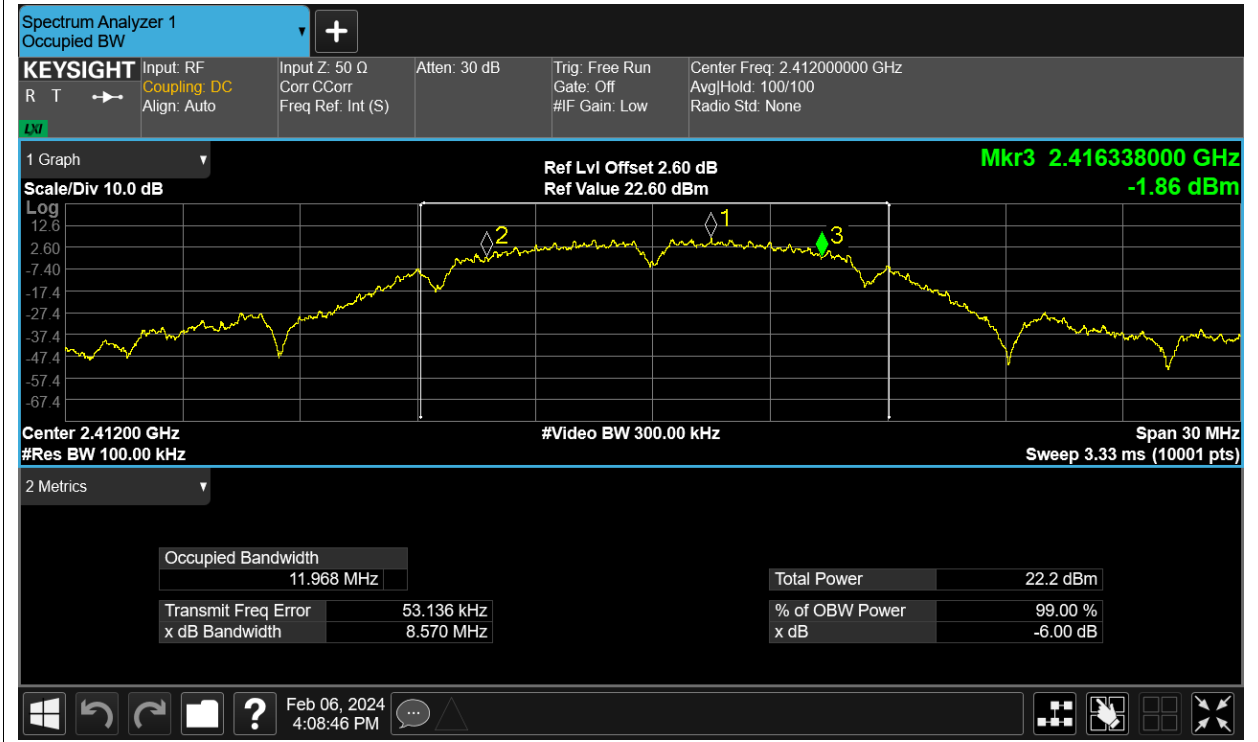 Spectrum Analyzer 1
Occupied BW
KEYSIGHT Input: RF Input Z: 50 Ω Atten: 30 dB Trig: Free Run Center Freq: 2.412000000 GHz
R T Coupling: DC Corr CCorr Gate: Off Avg|Hold: 100/100
Align: Auto Freq Ref: Int (S) #IF Gain: Low Radio Std: None
LXI
1 Graph Ref Lvl Offset 2.60 dB Mkr3 2.416338000 GHz
Scale/Div 10.0 dB Ref Value 22.60 dBm -1.86 dBm
Log
12.6
2.60
-7.40
-17.4
-27.4
-37.4
-47.4
-57.4
-67.4
2
1
3
Center 2.41200 GHz #Video BW 300.00 kHz Span 30 MHz
#Res BW 100.00 kHz Sweep 3.33 ms (10001 pts)
2 Metrics
Occupied Bandwidth
11.968 MHz Total Power 22.2 dBm
Transmit Freq Error 53.136 kHz % of OBW Power 99.00 %
x dB Bandwidth 8.570 MHz x dB -6.00 dB
? Feb 06, 2024
4:08:46 PM